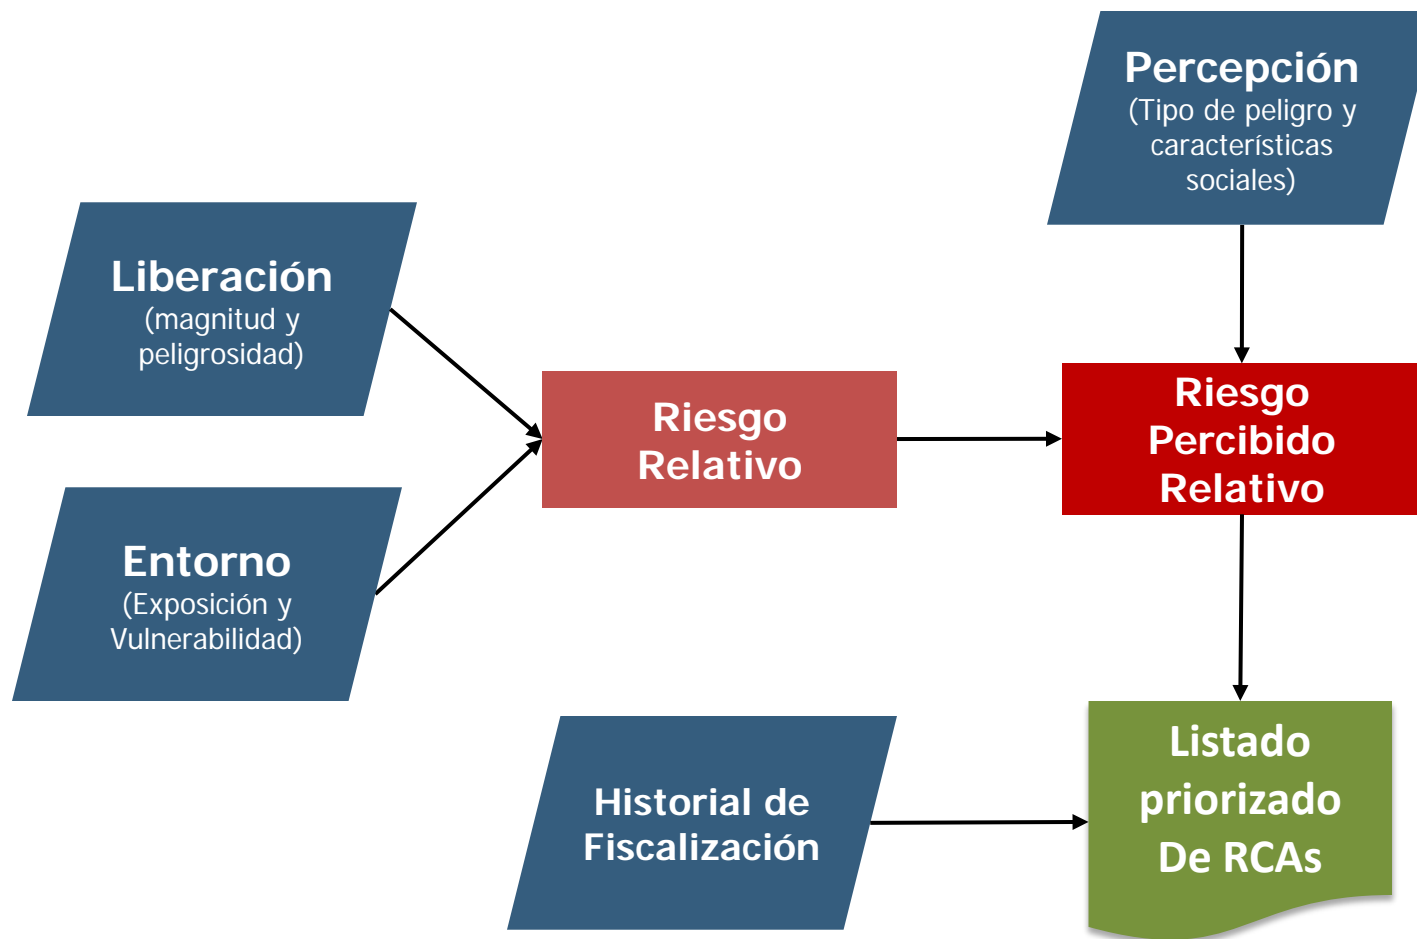 Percepción
(Tipo de peligro y
características
sociales)
Liberación
(magnitud y
peligrosidad)
Riesgo
Relativo
Riesgo
Percibido
Relativo
Entorno
(Exposición y
Vulnerabilidad)
Historial de
Fiscalización
Listado
priorizado
De RCAs